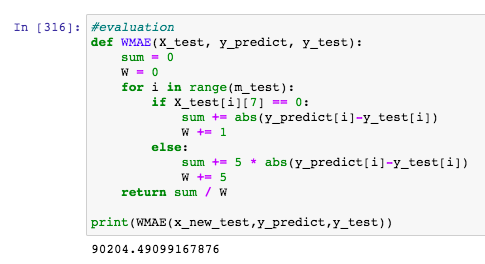 In [316]: #evaluation
def WMAE(X_test, y_predict, y_test):
    sum = 0
    W = 0
    for i in range(m_test):
        if X_test[i][7] == 0:
            sum += abs(y_predict[i]-y_test[i])
            W += 1
        else:
            sum += 5 * abs(y_predict[i]-y_test[i])
            W += 5
    return sum / W
print(WMAE(x_new_test,y_predict,y_test))
90204.49099167876